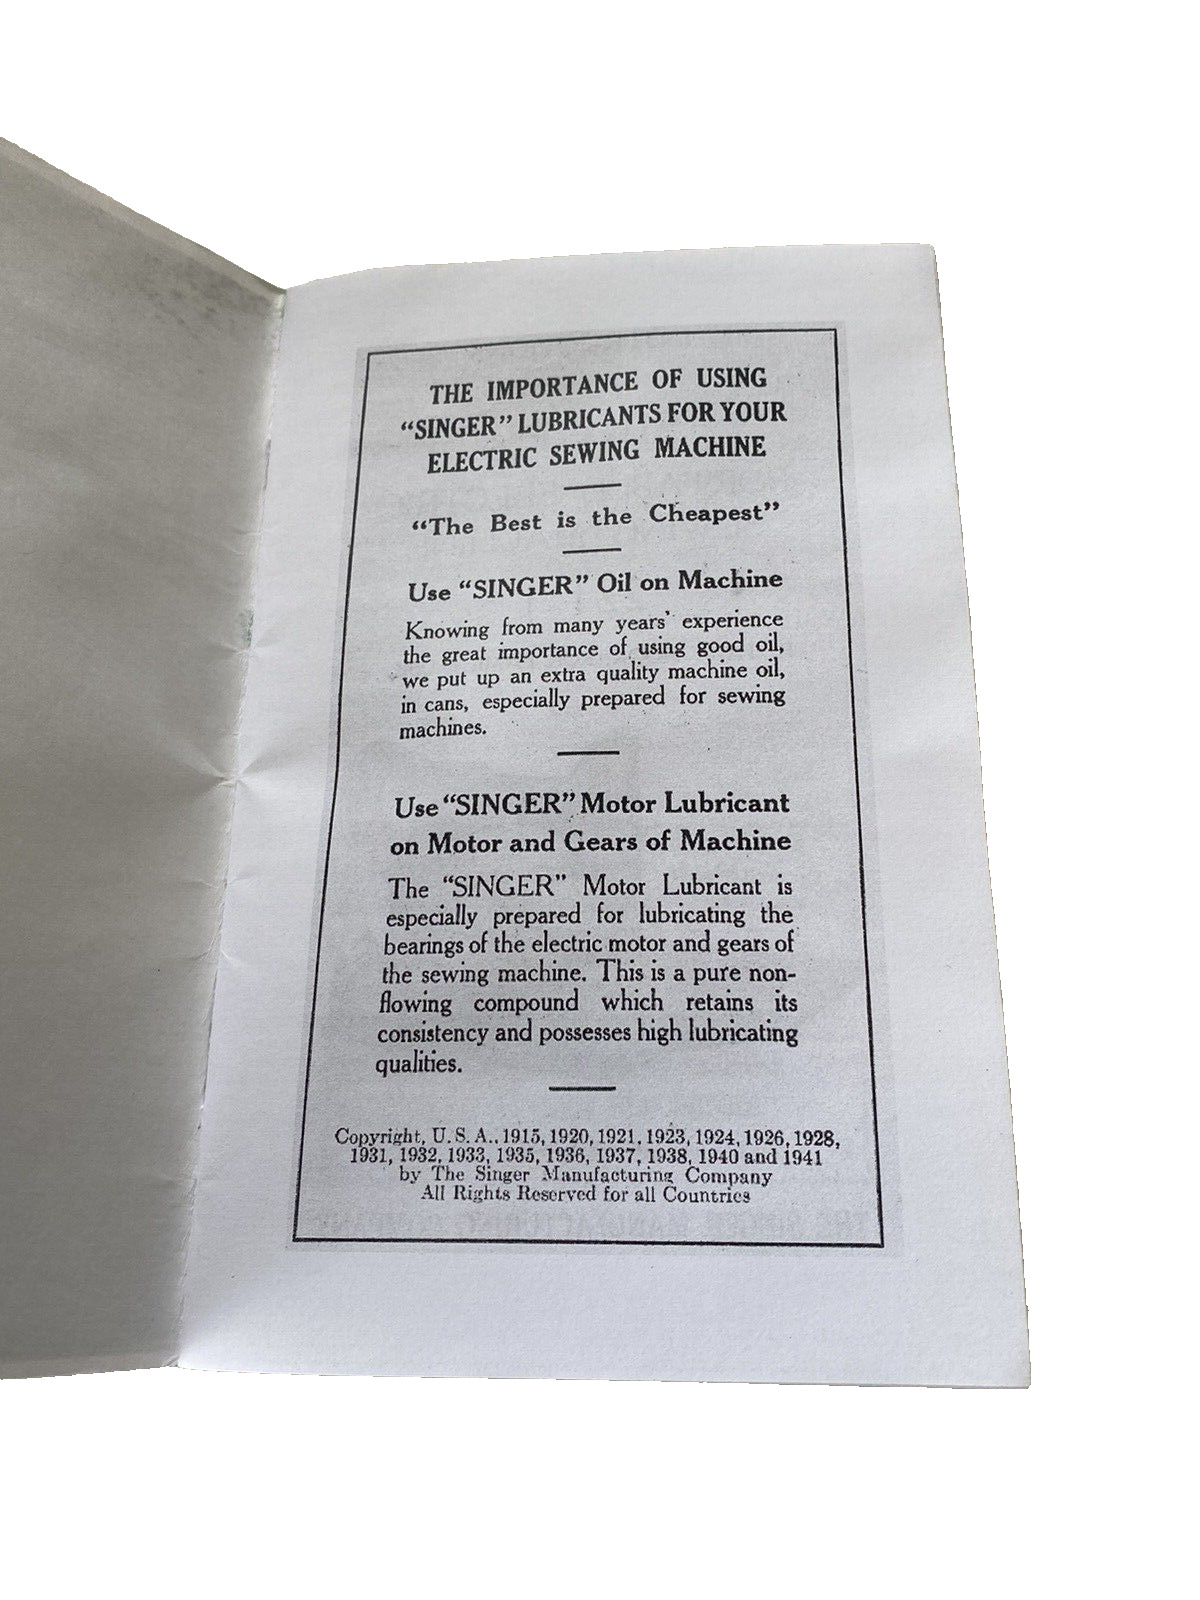 THE IMPORTANCE OF USING
“SINGER” LUBRICANTS FOR YOUR
ELECTRIC SEWING MACHINE
“The Best is the Cheapest”
Use “SINGER” Oil on Machine
Knowing from many years’ experience
the great importance of using good oil,
we put up an extra quality machine oil,
in cans, especially prepared for sewing
machines.
Use “SINGER” Motor Lubricant
on Motor and Gears of Machine
The “SINGER” Motor Lubricant is
especially prepared for lubricating the
bearings of the electric motor and gears of
the sewing machine. This is a pure non-
flowing compound which retains its
consistency and possesses high lubricating
qualities.
Copyright, U. S. A., 1915, 1920, 1921, 1923, 1924, 1926, 1928,
1931, 1932, 1933, 1935, 1936, 1937, 1938, 1940 and 1941
by The Singer Manufacturing Company
All Rights Reserved for all Countries
THE SINGER MANUFACTURING COMPANY